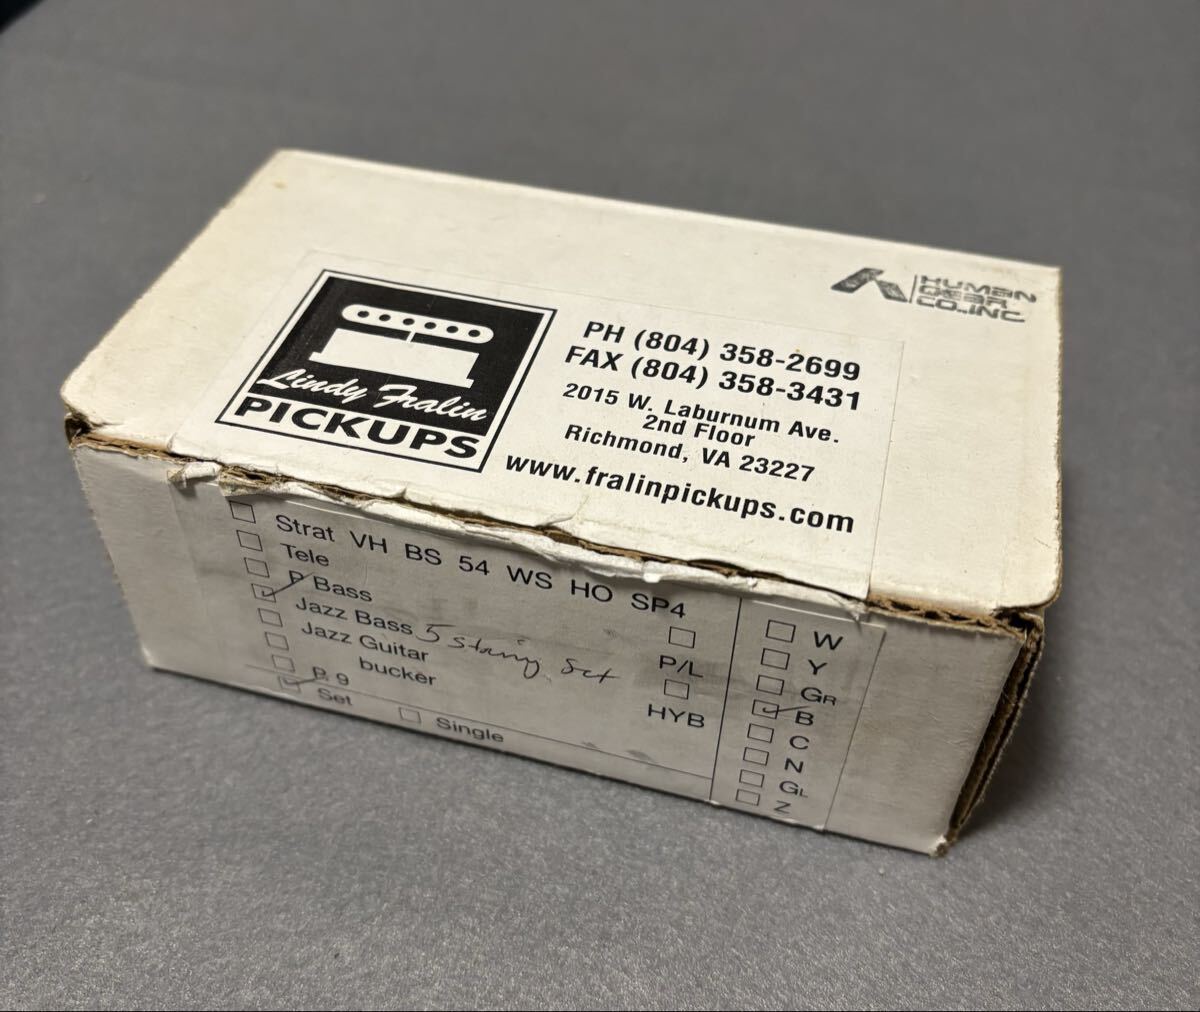 Lindy Fralin
PICKUPS
PH (804) 358-2699
FAX (804) 358-3431
2015 W. Laburnum Ave.
2nd Floor
Richmond, VA 23227
www.fralinpickups.com
HUMAN
GEAR
CO.,INC
Strat VH BS 54 WS HO SP4
Tele
P Bass
Jazz Bass 5 string Set
Jazz Guitar
bucker
P. 9
Set
Single
P/L
HYB
W
Y
GR
B
C
N
GL
Z